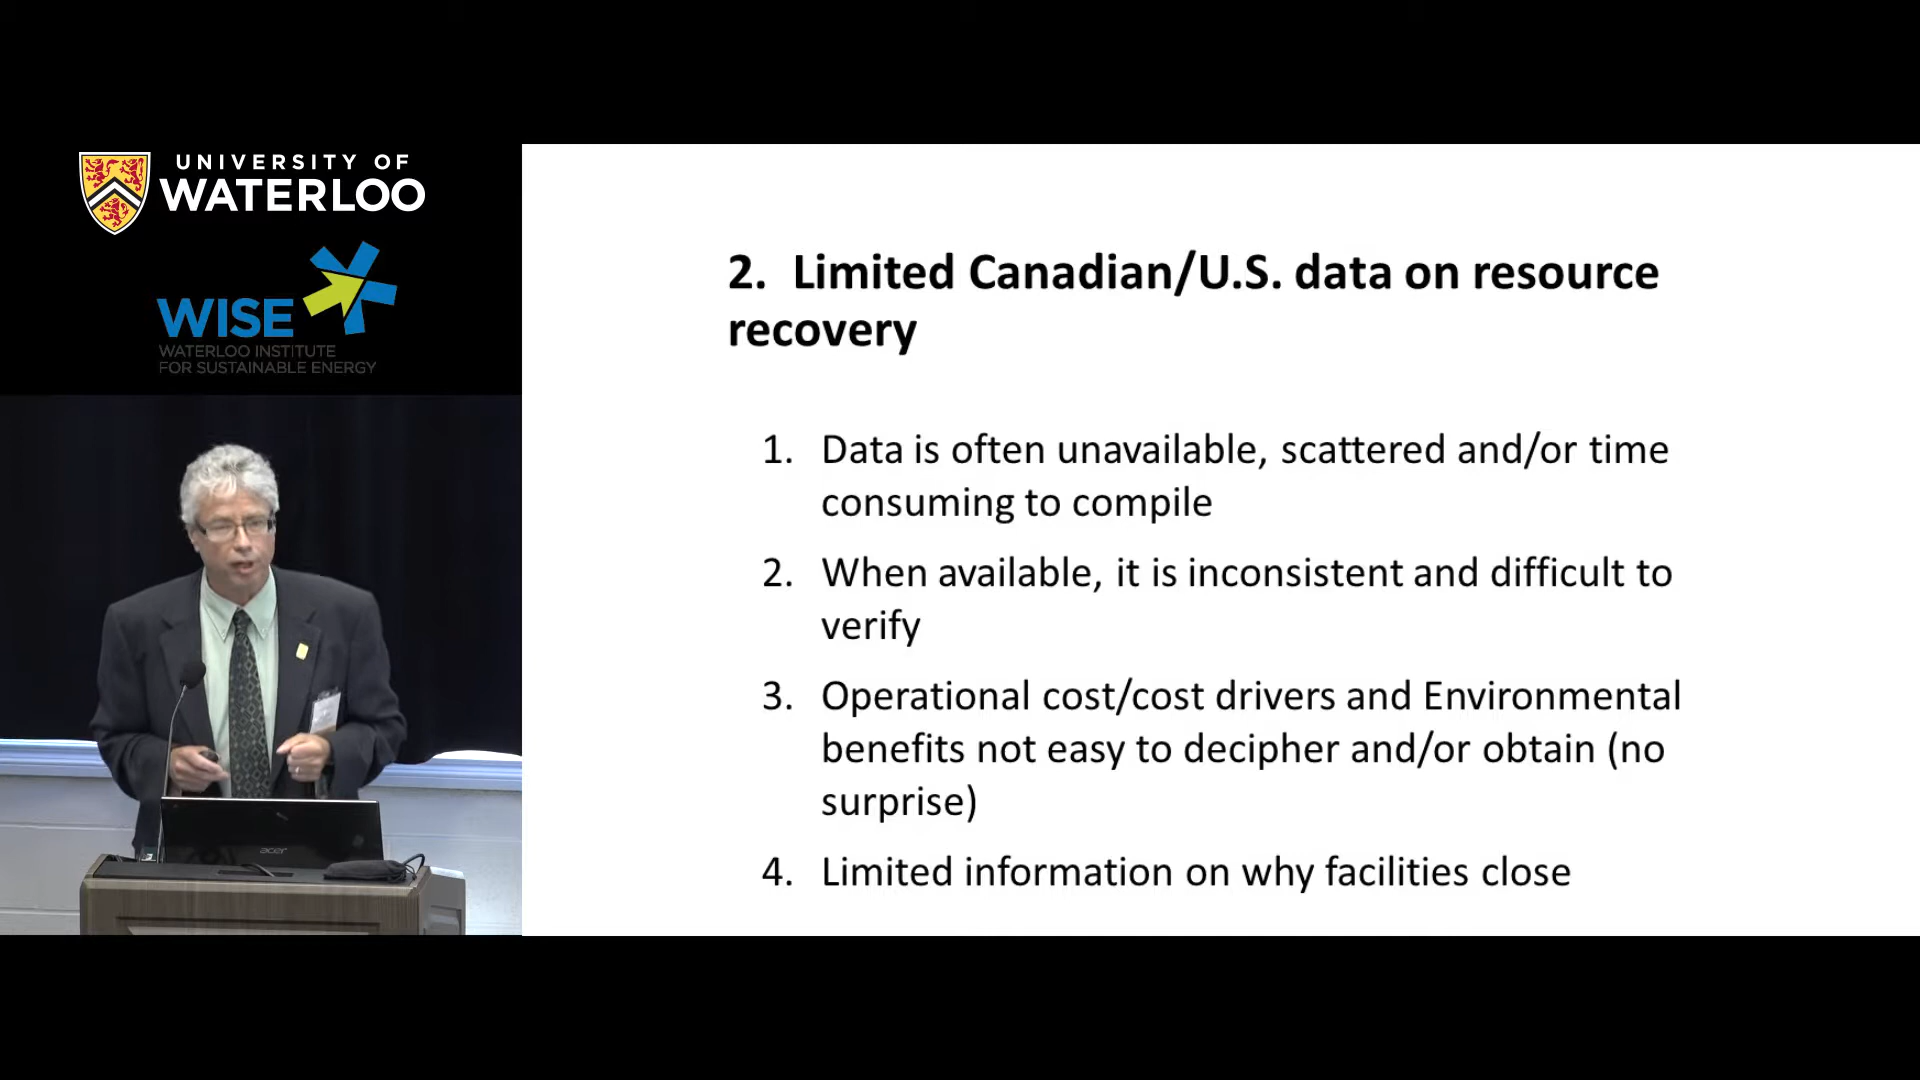 UNIVERSITY OF
WATERLOO
WISE
WATERLOO INSTITUTE
FOR SUSTAINABLE ENERGY
2. Limited Canadian/U.S. data on resource
recovery
1. Data is often unavailable, scattered and/or time
consuming to compile
2. When available, it is inconsistent and difficult to
verify
3. Operational cost/cost drivers and Environmental
benefits not easy to decipher and/or obtain (no
surprise)
4. Limited information on why facilities close
acer